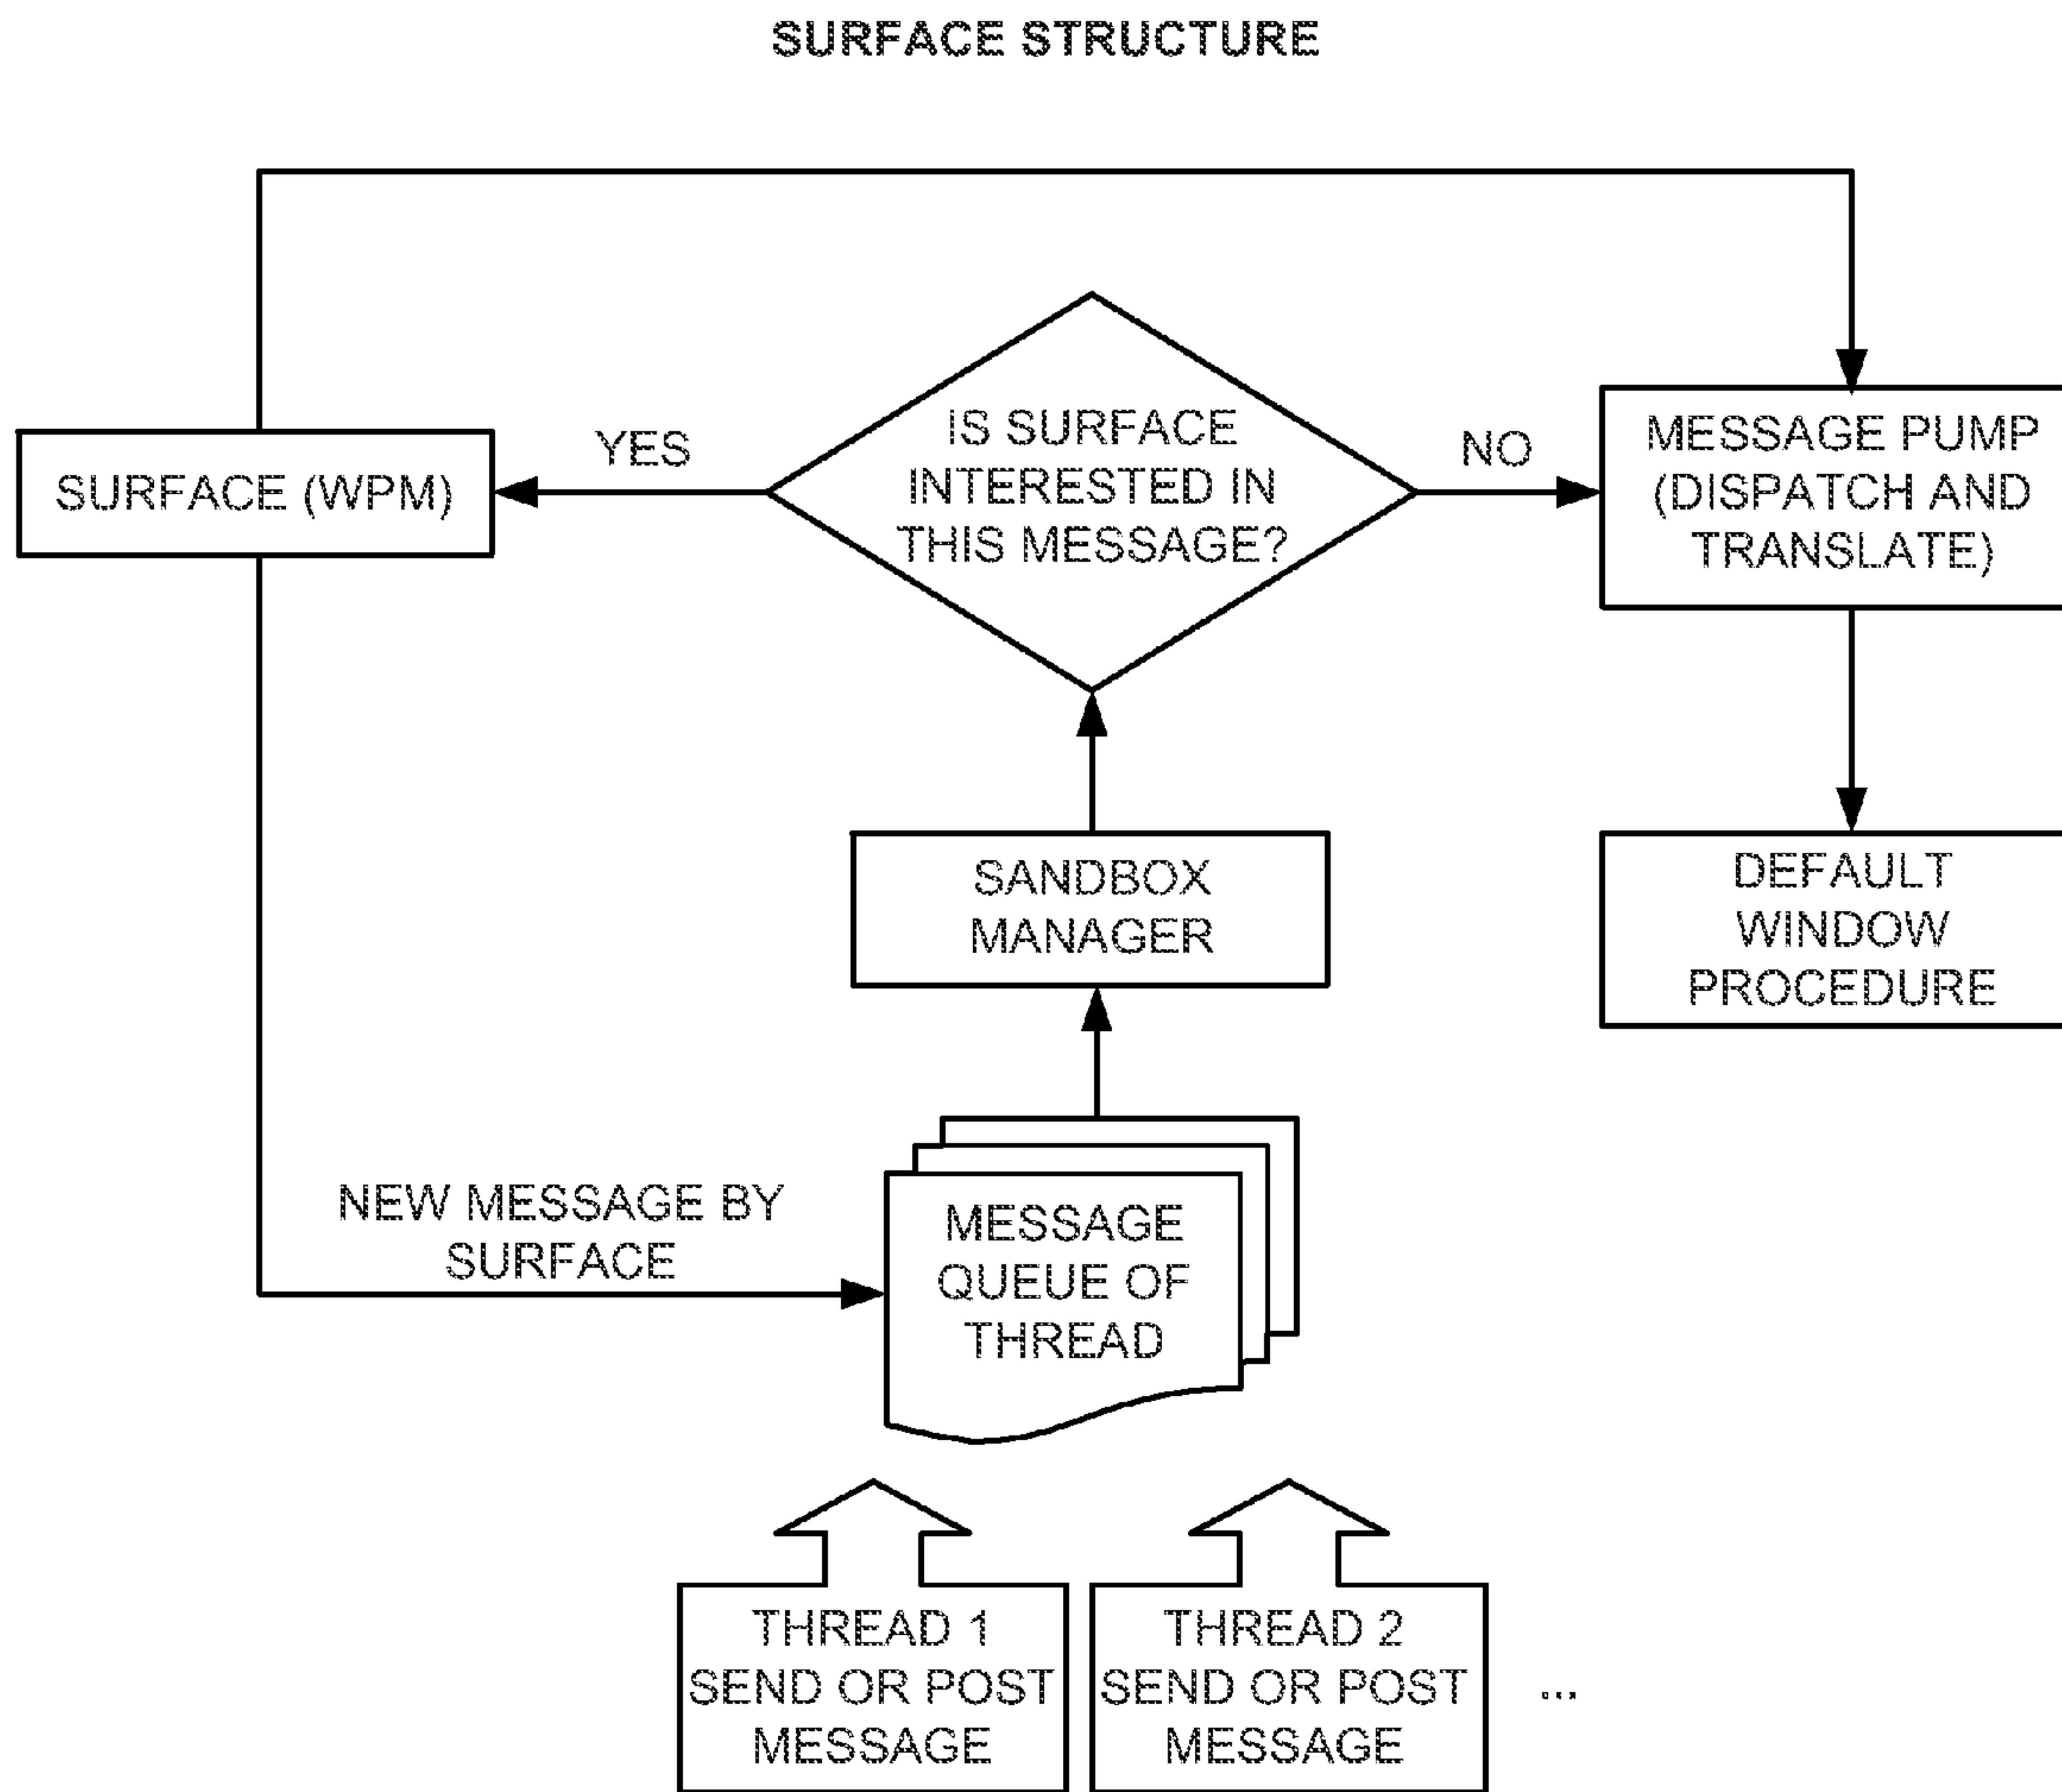 SURFACE STRUCTURE
IS SURFACE
INTERESTED IN
THIS MESSAGE?
YES
NO
SURFACE (WPM)
MESSAGE PUMP
(DISPATCH AND
TRANSLATE)
SANDBOX
MANAGER
DEFAULT
WINDOW
PROCEDURE
NEW MESSAGE BY
SURFACE
MESSAGE
QUEUE OF
THREAD
THREAD 1
SEND OR POST
MESSAGE
THREAD 2
SEND OR POST
MESSAGE
...